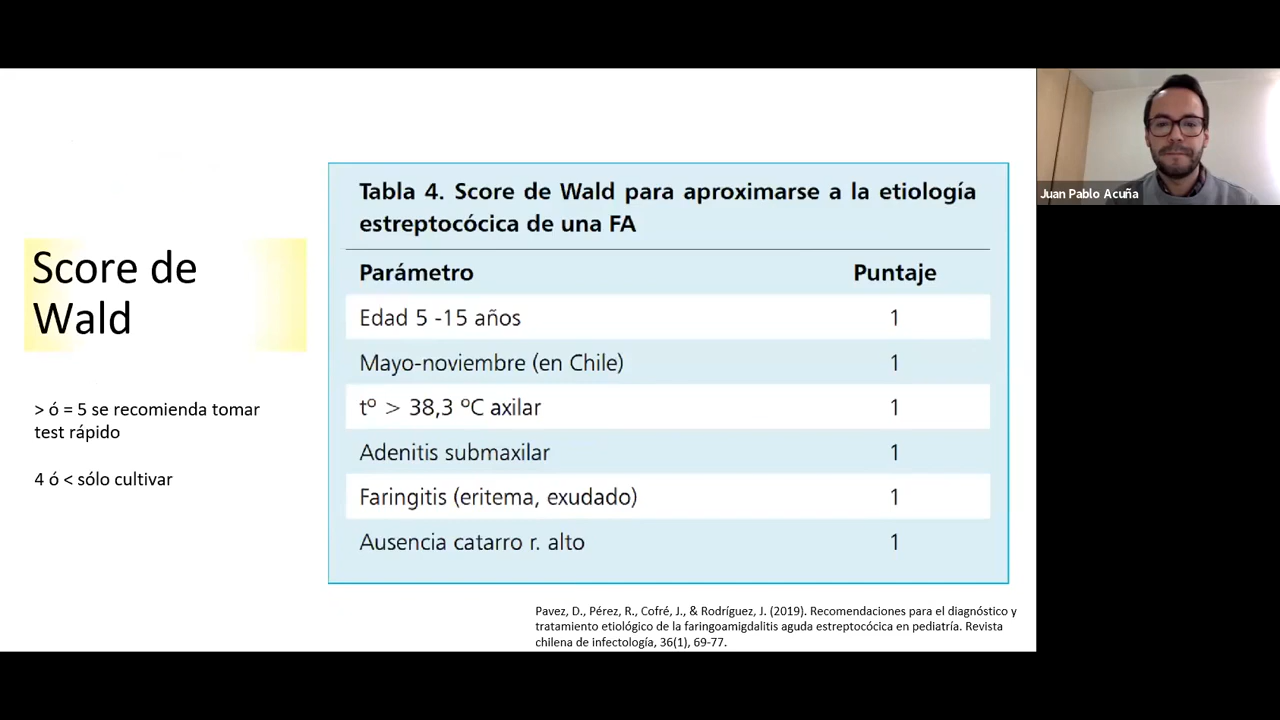 Score de
Wald
> ó = 5 se recomienda tomar
test rápido
4 ó < sólo cultivar
Tabla 4. Score de Wald para aproximarse a la etiología
estreptocócica de una FA
Parámetro Puntaje
Edad 5 -15 años 1
Mayo-noviembre (en Chile) 1
tº > 38,3 ºC axilar 1
Adenitis submaxilar 1
Faringitis (eritema, exudado) 1
Ausencia catarro r. alto 1
Pavez, D., Pérez, R., Cofré, J., & Rodríguez, J. (2019). Recomendaciones para el diagnóstico y
tratamiento etiológico de la faringoamigdalitis aguda estreptocócica en pediatría. Revista
chilena de infectología, 36(1), 69-77.
Juan Pablo Acuña